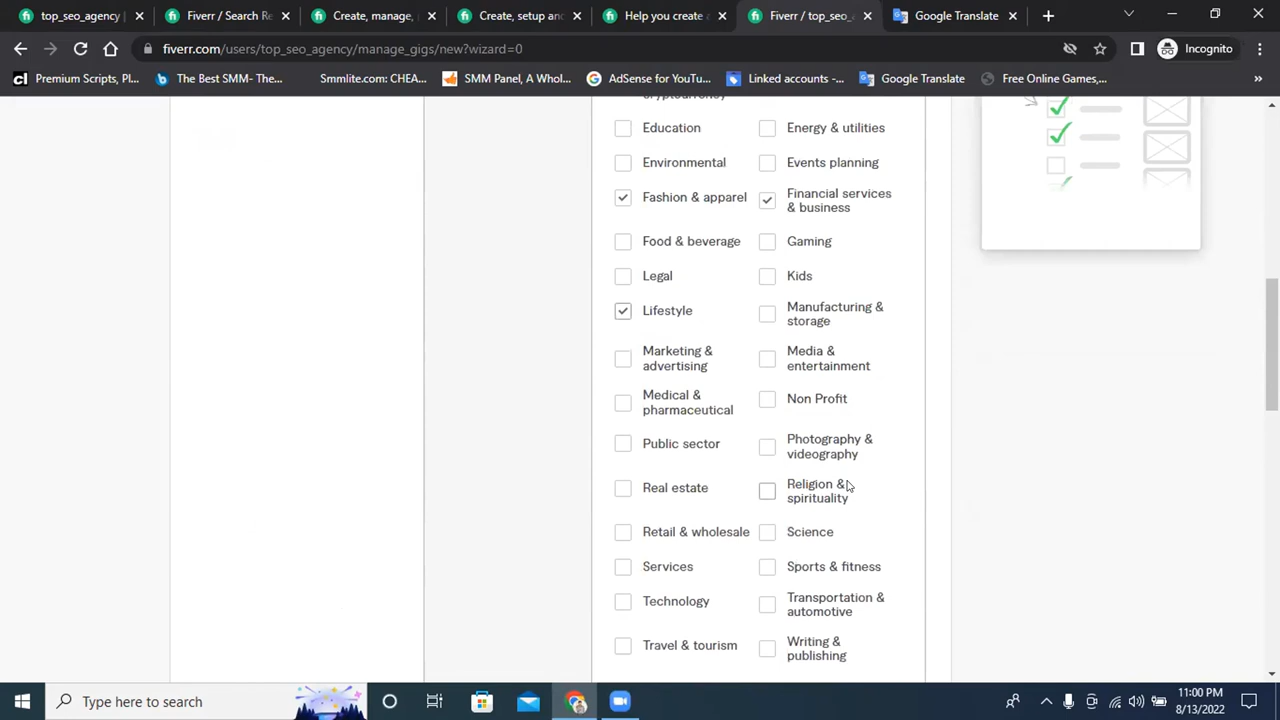 top_seo_agency |
Fiverr / Search Re
Create, manage,
Create, setup and
Help you create a
Fiverr / top_seo_
Google Translate
fiverr.com/users/top_seo_agency/manage_gigs/new?wizard=0
Incognito
Premium Scripts, Pl...
The Best SMM- The...
Smmlite.com: CHEA...
SMM Panel, A Whol...
AdSense for YouTu...
Linked accounts -...
Google Translate
Free Online Games,...
cryptocurrency
Education
Energy & utilities
Environmental
Events planning
Fashion & apparel
Financial services
& business
Food & beverage
Gaming
Legal
Kids
Lifestyle
Manufacturing &
storage
Marketing &
advertising
Media &
entertainment
Medical &
pharmaceutical
Non Profit
Public sector
Photography &
videography
Real estate
Religion &
spirituality
Retail & wholesale
Science
Services
Sports & fitness
Technology
Transportation &
automotive
Travel & tourism
Writing &
publishing
Type here to search
11:00 PM
8/13/2022